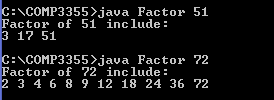 C:\COMP3355>java Factor 51
Factor of 51 include:
3 17 51
C:\COMP3355>java Factor 72
Factor of 72 include:
2 3 4 6 8 9 12 18 24 36 72